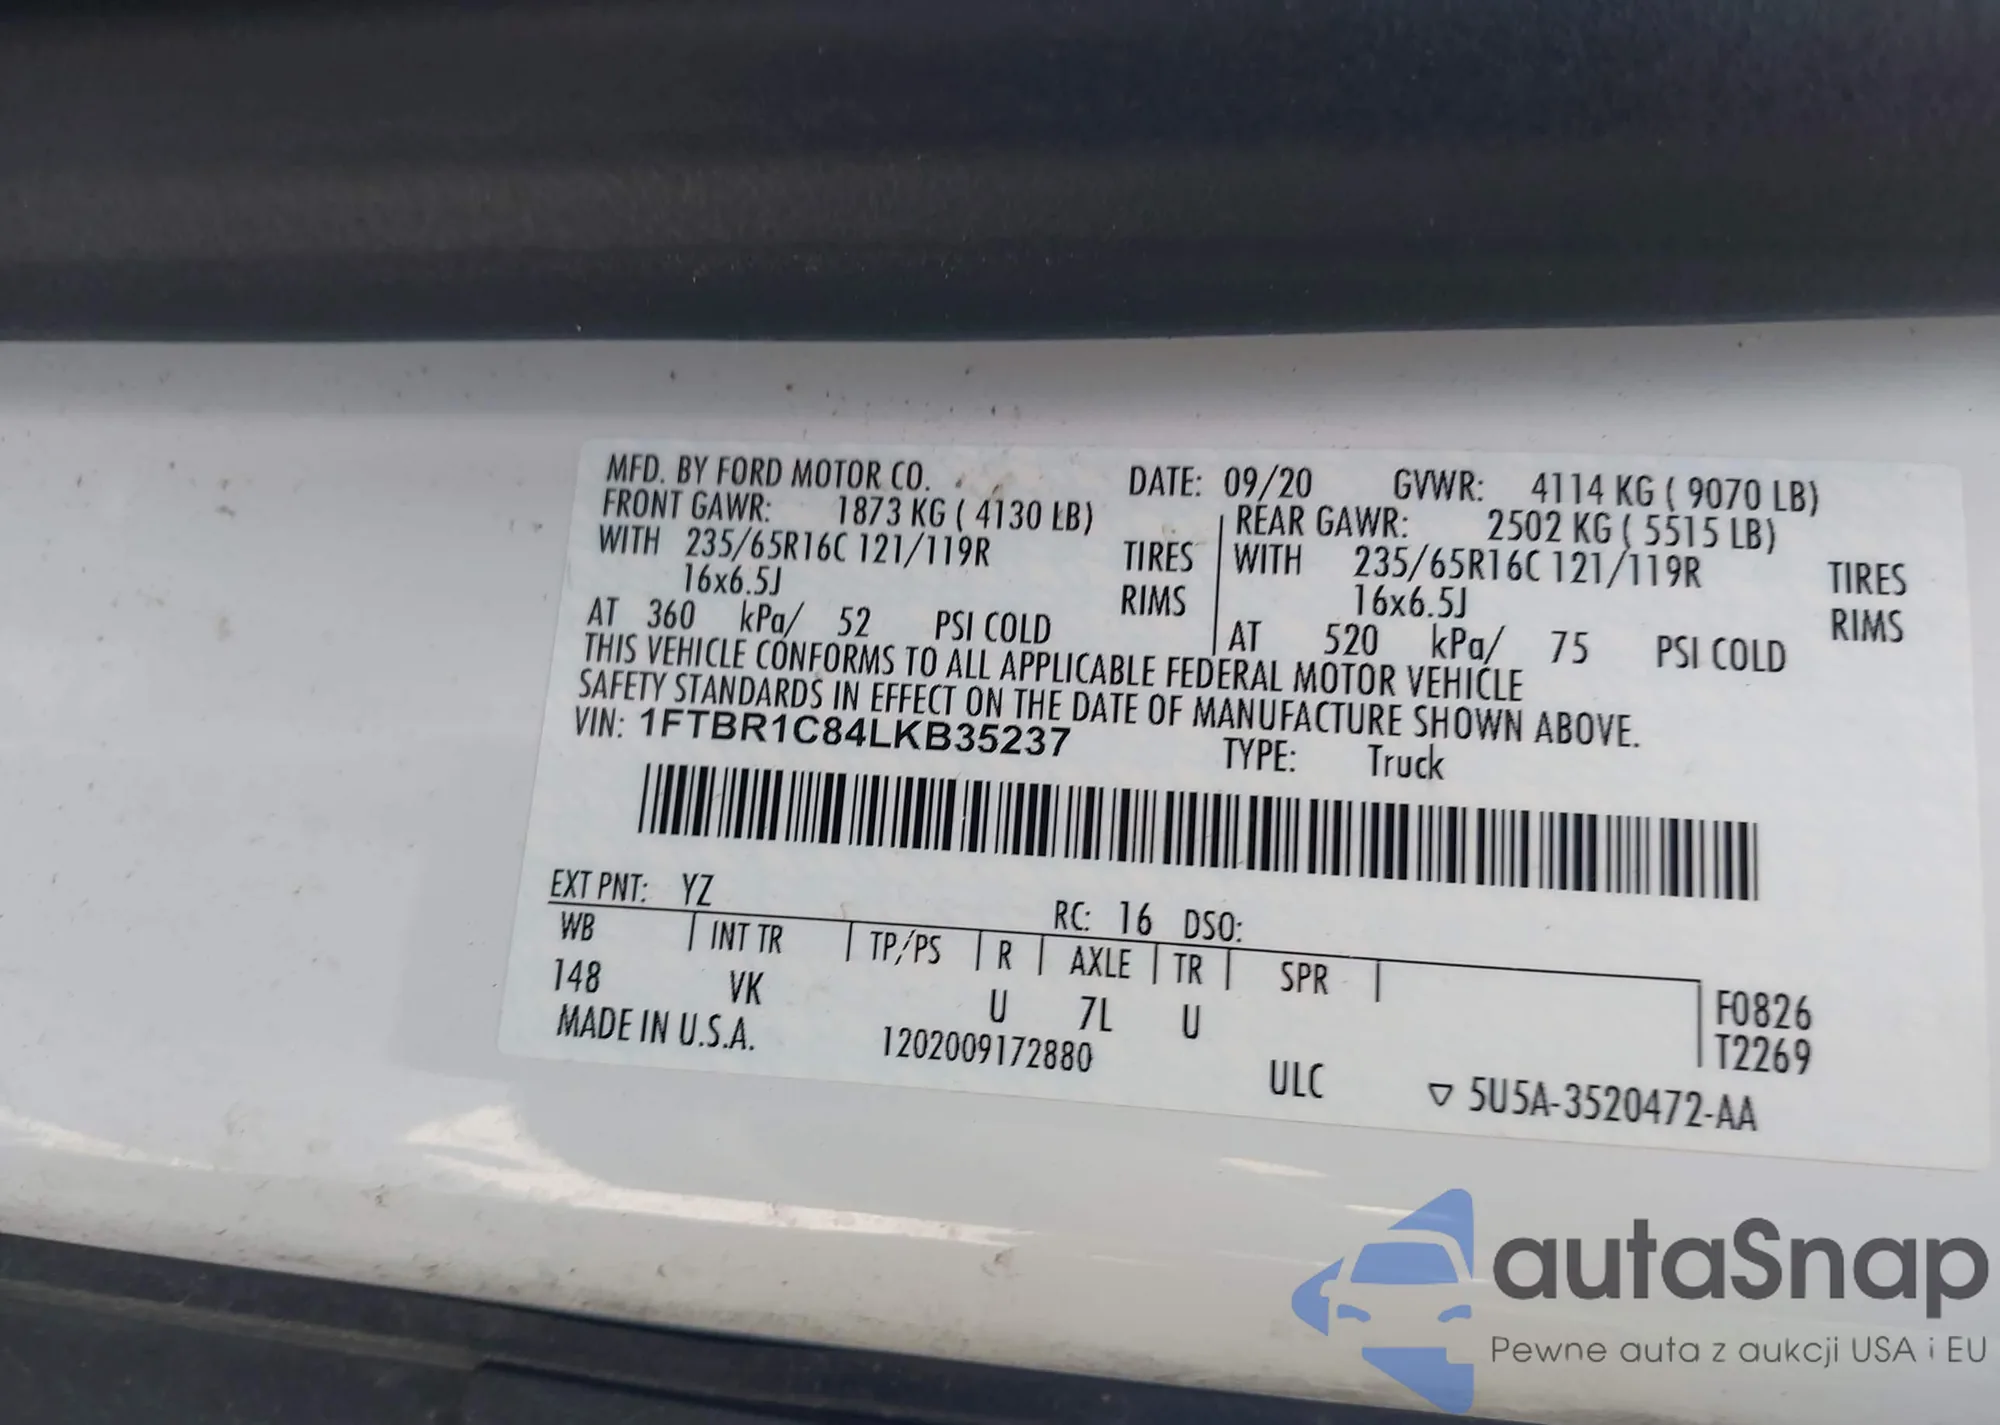 MFD. BY FORD MOTOR CO. DATE: 09/20 GVWR: 4114 KG ( 9070 LB)
FRONT GAWR: 1873 KG ( 4130 LB) REAR GAWR: 2502 KG ( 5515 LB)
WITH 235/65R16C 121/119R TIRES WITH 235/65R16C 121/119R TIRES
16x6.5J RIMS 16x6.5J RIMS
AT 360 kPa/ 52 PSI COLD AT 520 kPa/ 75 PSI COLD
THIS VEHICLE CONFORMS TO ALL APPLICABLE FEDERAL MOTOR VEHICLE
SAFETY STANDARDS IN EFFECT ON THE DATE OF MANUFACTURE SHOWN ABOVE.
VIN: 1FTBR1C84LKB35237 TYPE: Truck
EXT PNT: YZ RC: 16 DSO:
WB INT TR TP/PS R AXLE TR SPR
148 VK U 7L U F0826
T2269
MADE IN U.S.A. 1202009172880 ULC ▽ 5U5A-3520472-AA
autaSnap
Pewne auta z aukcji USA i EU